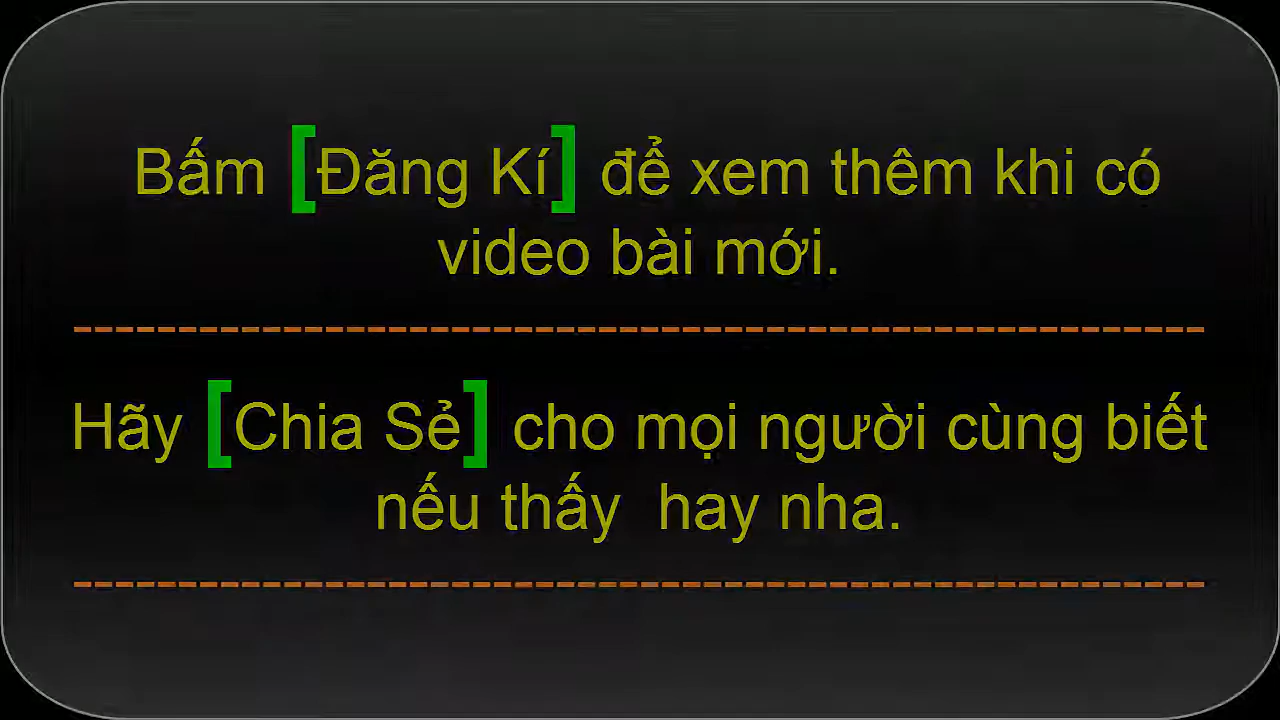 Bấm [Đăng Kí] để xem thêm khi có
video bài mới.
------------------------------------------------------
Hãy [Chia Sẻ] cho mọi người cùng biết
nếu thấy  hay nha.
------------------------------------------------------